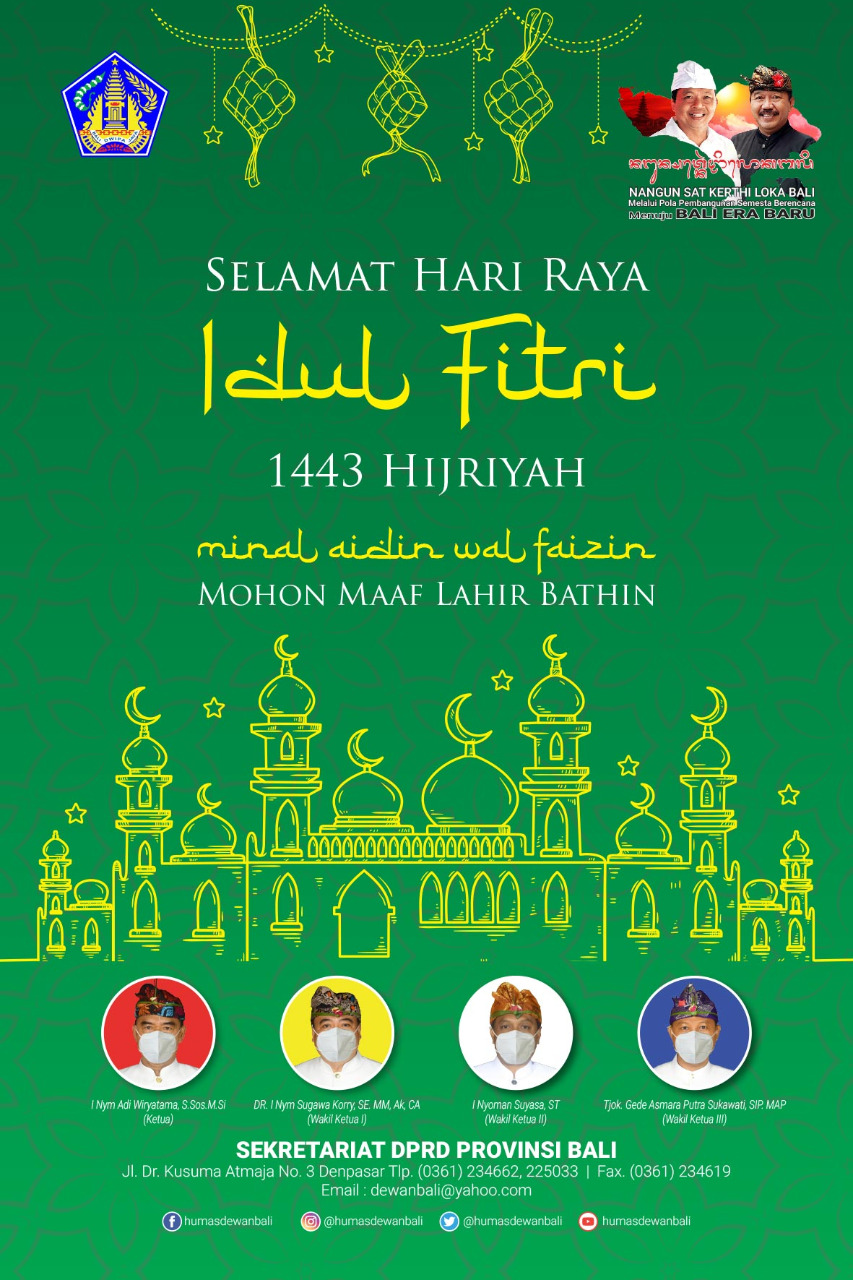 BALI DWIPA JAYA
NANGUN SAT KERTHI LOKA BALI
Melalui Pola Pembangunan Semesta Berencana
Menuju BALI ERA BARU
SELAMAT HARI RAYA
Idul Fitri
1443 HIJRIYAH
minal aidin wal faizin
MOHON MAAF LAHIR BATHIN
I Nym Adi Wiryatama, S.Sos.M.Si
(Ketua)
DR. I Nym Sugawa Korry, SE. MM, Ak, CA
(Wakil Ketua I)
I Nyoman Suyasa, ST
(Wakil Ketua II)
Tjok. Gede Asmara Putra Sukawati, SIP. MAP
(Wakil Ketua III)
SEKRETARIAT DPRD PROVINSI BALI
Jl. Dr. Kusuma Atmaja No. 3 Denpasar Tlp. (0361) 234662, 225033 | Fax. (0361) 234619
Email : dewanbali@yahoo.com
humasdewanbali @humasdewanbali @humasdewanbali humasdewanbali